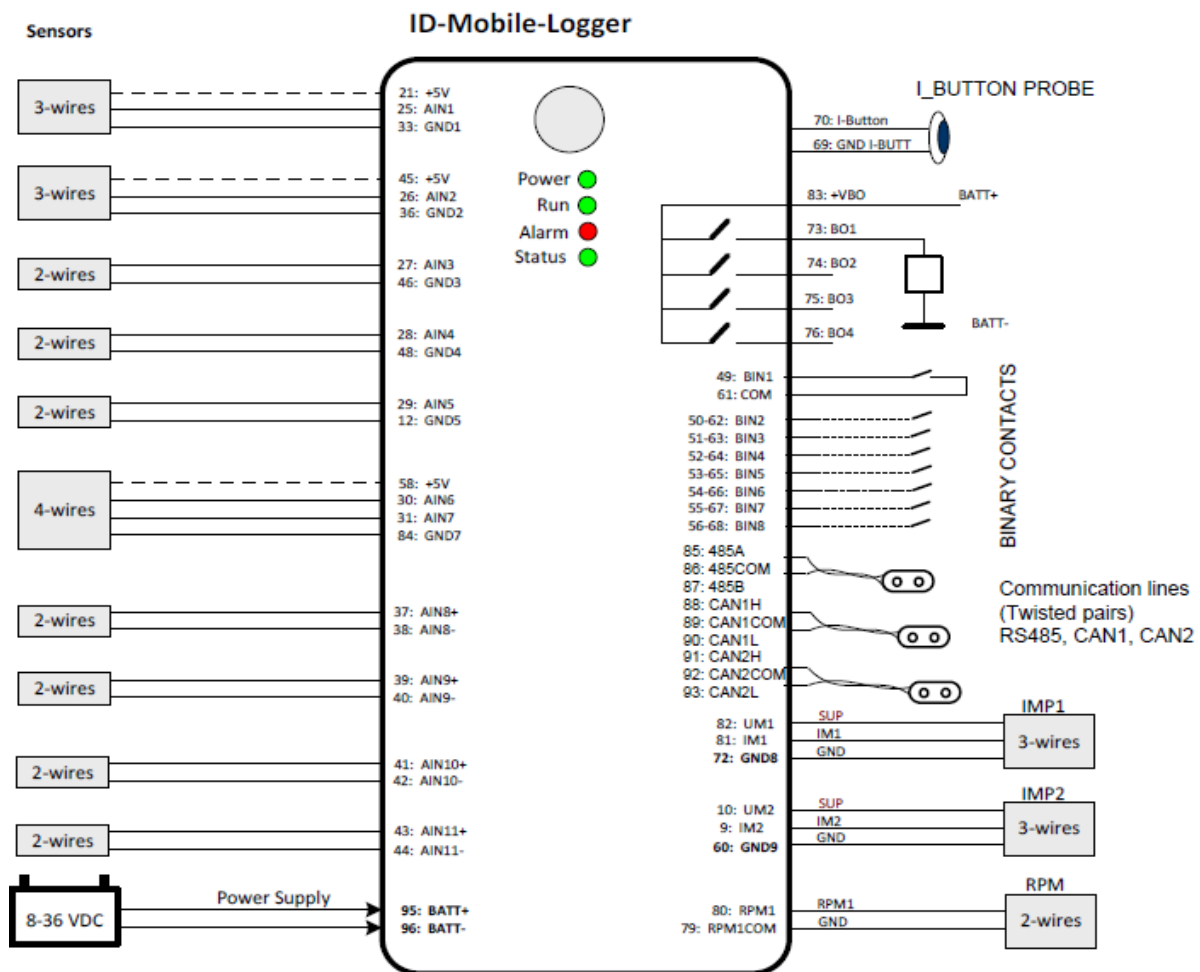 ID-Mobile-Logger
Sensors
3-wires
21: +5V
25: AIN1
33: GND1
3-wires
45: +5V
26: AIN2
36: GND2
2-wires
27: AIN3
46: GND3
2-wires
28: AIN4
48: GND4
2-wires
29: AIN5
12: GND5
4-wires
58: +5V
30: AIN6
31: AIN7
84: GND7
2-wires
37: AIN8+
38: AIN8-
2-wires
39: AIN9+
40: AIN9-
2-wires
41: AIN10+
42: AIN10-
2-wires
43: AIN11+
44: AIN11-
8-36 VDC
Power Supply
95: BATT+
96: BATT-
Power
Run
Alarm
Status
I_BUTTON PROBE
70: I-Button
69: GND I-BUTT
83: +VBO
BATT+
73: BO1
74: BO2
75: BO3
76: BO4
BATT-
49: BIN1
61: COM
50-62: BIN2
51-63: BIN3
52-64: BIN4
53-65: BIN5
54-66: BIN6
55-67: BIN7
56-68: BIN8
BINARY CONTACTS
85: 485A
86: 485COM
87: 485B
88: CAN1H
89: CAN1COM
90: CAN1L
91: CAN2H
92: CAN2COM
93: CAN2L
Communication lines
(Twisted pairs)
RS485, CAN1, CAN2
82: UM1
81: IM1
72: GND8
SUP
IM1
GND
IMP1
3-wires
10: UM2
9: IM2
60: GND9
SUP
IM2
GND
IMP2
3-wires
80: RPM1
79: RPM1COM
RPM1
GND
RPM
2-wires